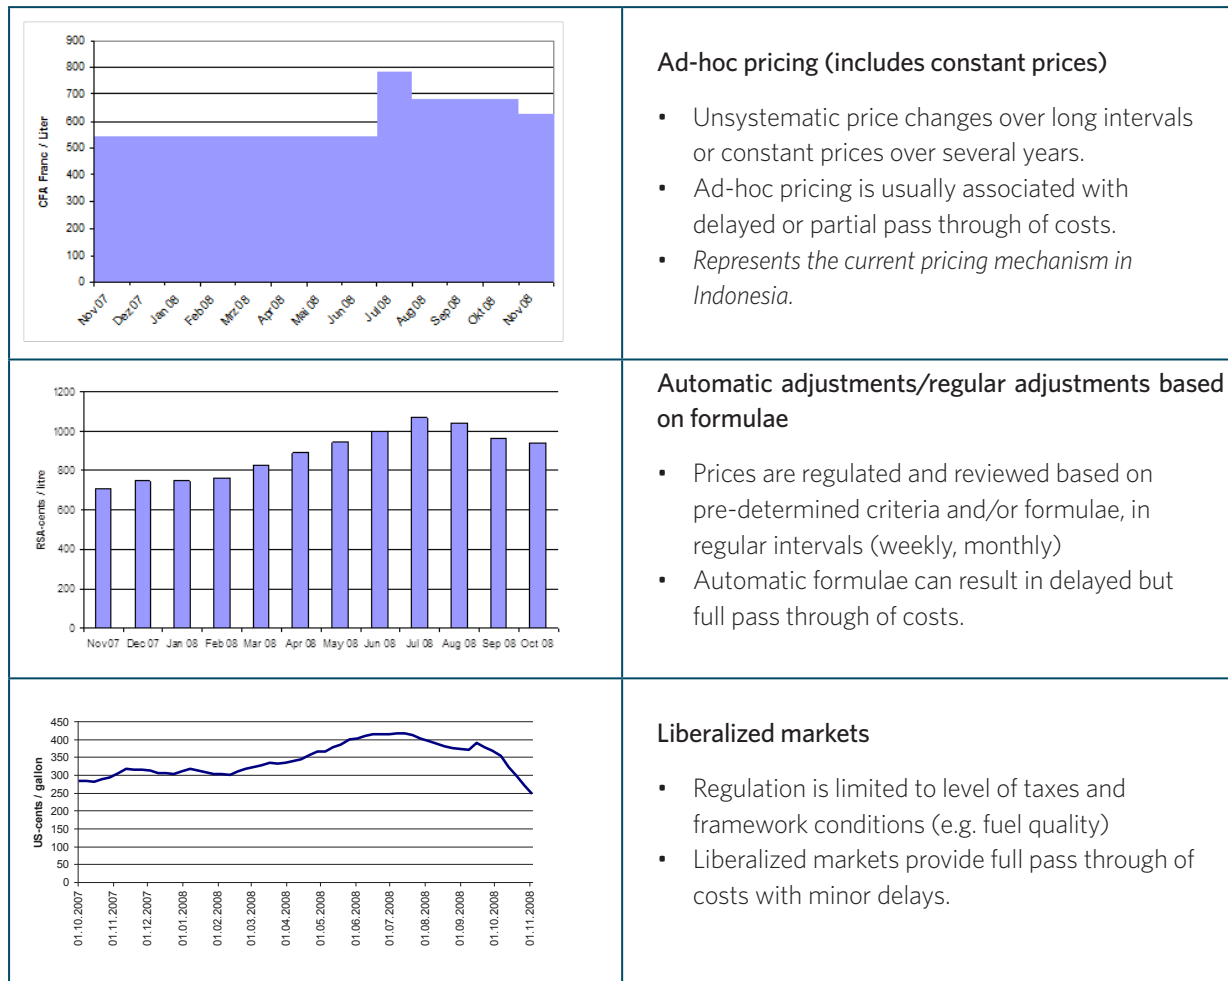 900
800
700
600
500
400
300
200
100
0
CFA Franc / Liter
Nov 07
Dez 07
Jan 08
Feb 08
Mrz 08
Apr 08
Mai 08
Jun 08
Jul 08
Aug 08
Sep 08
Okt 08
Nov 08
Ad-hoc pricing (includes constant prices)
• Unsystematic price changes over long intervals
or constant prices over several years.
• Ad-hoc pricing is usually associated with
delayed or partial pass through of costs.
• Represents the current pricing mechanism in
Indonesia.
1200
1000
800
600
400
200
0
RSA-cents / litre
Nov 07 Dec 07 Jan 08 Feb 08 Mar 08 Apr 08 May 08 Jun 08 Jul 08 Aug 08 Sep 08 Oct 08
Automatic adjustments/regular adjustments based
on formulae
• Prices are regulated and reviewed based on
pre-determined criteria and/or formulae, in
regular intervals (weekly, monthly)
• Automatic formulae can result in delayed but
full pass through of costs.
450
400
350
300
250
200
150
100
50
0
US-cents / gallon
01.10.2007
01.11.2007
01.12.2007
01.01.2008
01.02.2008
01.03.2008
01.04.2008
01.05.2008
01.06.2008
01.07.2008
01.08.2008
01.09.2008
01.10.2008
01.11.2008
Liberalized markets
• Regulation is limited to level of taxes and
framework conditions (e.g. fuel quality)
• Liberalized markets provide full pass through of
costs with minor delays.